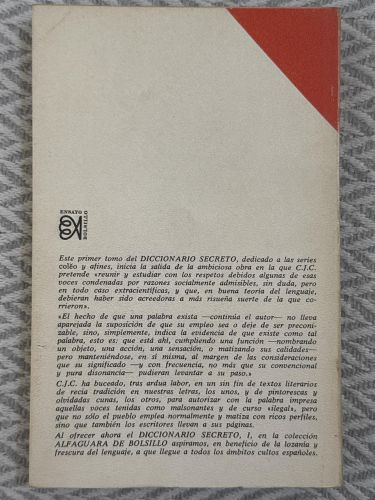 ENSAYO
BOLSILLO
Este primer tomo del DICCIONARIO SECRETO, dedicado a las series
coléo y afines, inicia la salida de la ambiciosa obra en la que C.J.C.
pretende «reunir y estudiar con los respetos debidos algunas de esas
voces condenadas por razones socialmente admisibles, sin duda, pero
en todo caso extracientíficas, y que, en buena teoría del lenguaje,
debieran haber sido acreedoras a más risueña suerte de la que co-
rrieron».
«El hecho de que una palabra exista —continúa el autor— no lleva
aparejada la suposición de que su empleo sea o deje de ser preconi-
zable, sino, simplemente, indica la evidencia de que existe como tal
palabra, esto es: que está ahí, cumpliendo una función —nombrando
un objeto, una acción, una sensación, o matizando sus calidades—
pero manteniéndose, en sí misma, al margen de las consideraciones
que su significado —y con frecuencia, no más que su convencional
y pura disonancia— pudieran levantar a su paso.»
C.J.C. ha buceado, tras ardua labor, en un sin fin de textos literarios
de recia tradición en nuestras letras, los unos, y de pintorescas y
olvidadas cunas, los otros, para autorizar con la palabra impresa
aquellas voces tenidas como malsonantes y de curso «ilegal», pero
que no sólo el pueblo emplea normalmente y matiza con ricos perfiles,
sino que también los escritores llevan a sus páginas.
Al ofrecer ahora el DICCIONARIO SECRETO, 1, en la colección
ALFAGUARA DE BOLSILLO aspiramos, en beneficio de la lozanía y
frescura del lenguaje, a que llegue a todos los ámbitos cultos españoles.